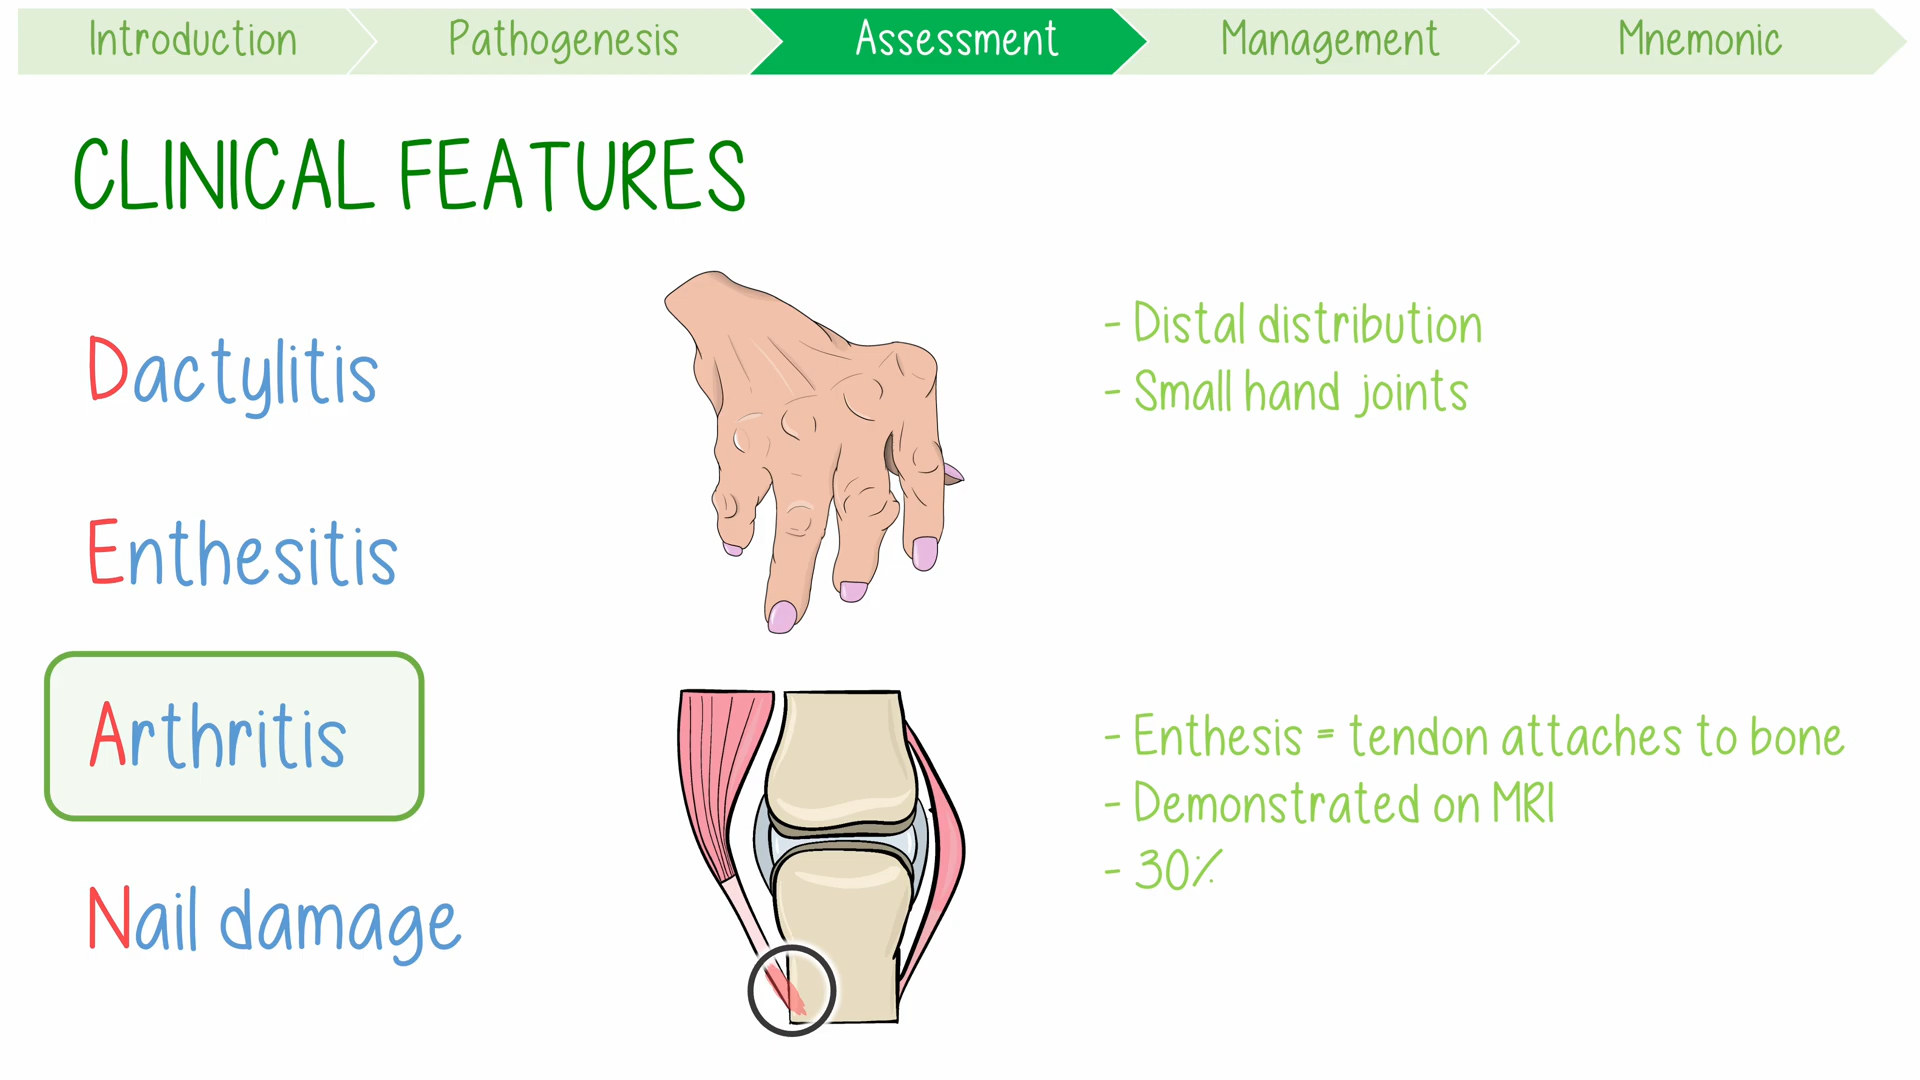 Introduction
Pathogenesis
Assessment
Management
Mnemonic
CLINICAL FEATURES
Dactylitis
Enthesitis
Arthritis
Nail damage
- Distal distribution
- Small hand joints
- Enthesis = tendon attaches to bone
- Demonstrated on MRI
- 30%